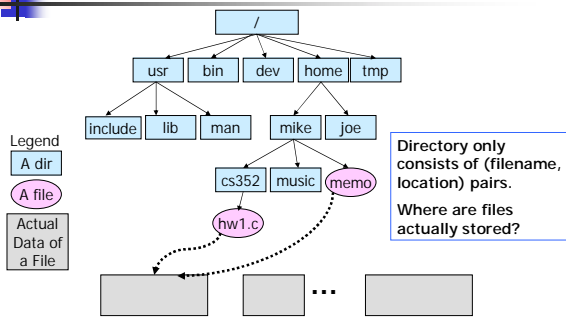 /
usr bin dev home tmp
include lib man mike joe
Legend
A dir
A file
Actual
Data of
a File
cs352 music memo
hw1.c
Directory only
consists of (filename,
location) pairs.
Where are files
actually stored?
...